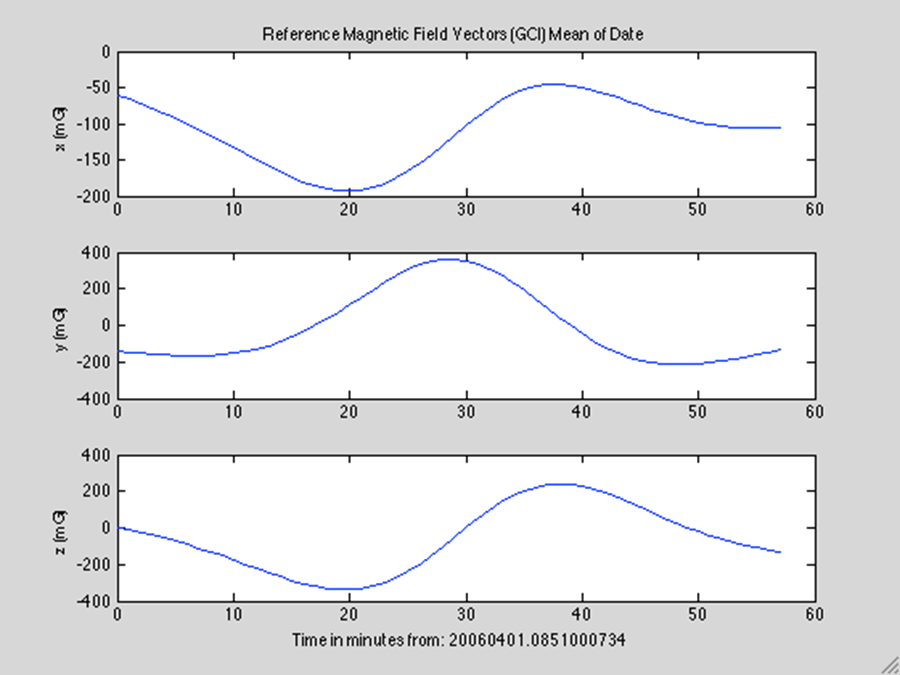 Reference Magnetic Field Vectors (GCI) Mean of Date
0
-50
-100
-150
-200
x (mG)
0 10 20 30 40 50 60
400
200
0
-200
-400
y (mG)
0 10 20 30 40 50 60
400
200
0
-200
-400
z (mG)
0 10 20 30 40 50 60
Time in minutes from: 20060401.0851000734